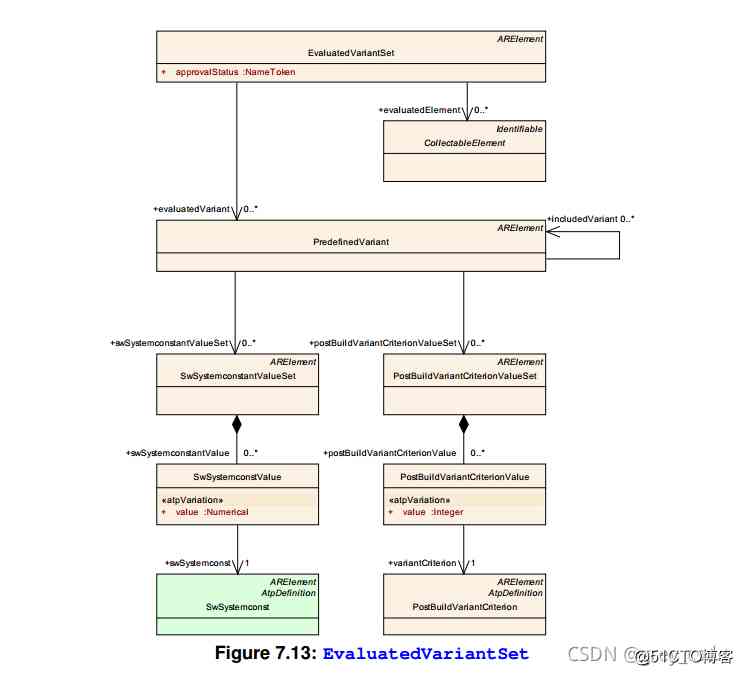 ARElement
EvaluatedVariantSet
+ approvalStatus :NameToken
+evaluatedElement 0..*
Identifiable
CollectableElement
+evaluatedVariant 0..*
+includedVariant 0..*
ARElement
PredefinedVariant
+swSystemconstantValueSet 0..*
+postBuildVariantCriterionValueSet 0..*
ARElement
SwSystemconstantValueSet
ARElement
PostBuildVariantCriterionValueSet
+swSystemconstantValue 0..*
+postBuildVariantCriterionValue 0..*
SwSystemconstValue
«atpVariation»
+ value :Numerical
PostBuildVariantCriterionValue
«atpVariation»
+ value :Integer
+swSystemconst 1
+variantCriterion 1
ARElement
AtpDefinition
SwSystemconst
ARElement
AtpDefinition
PostBuildVariantCriterion
Figure 7.13: EvaluatedVariantSet
CSDN
@51CTO博客